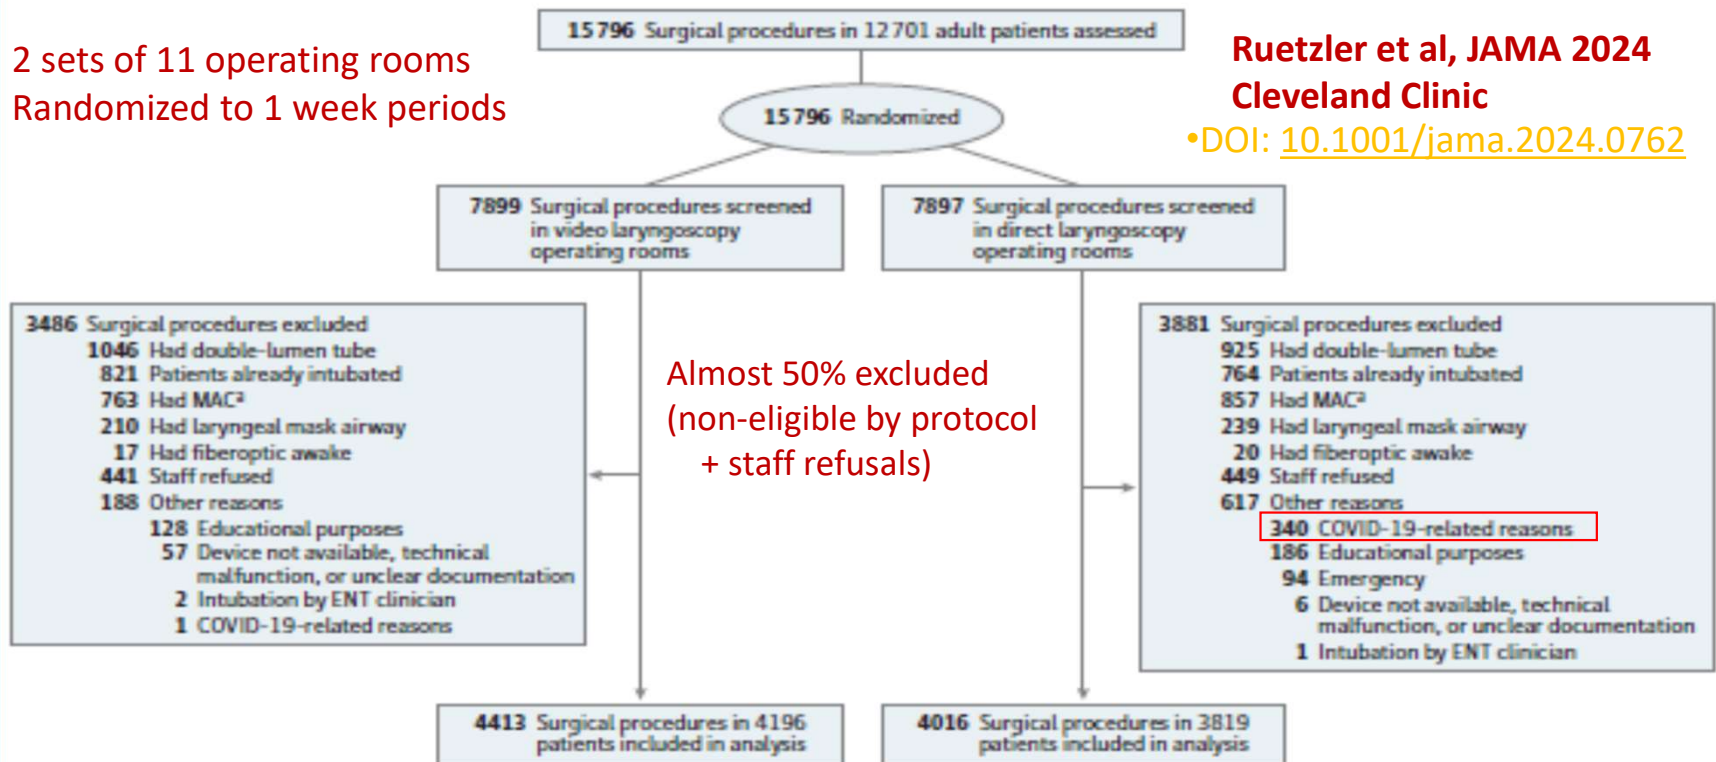 15 796 Surgical procedures in 12 701 adult patients assessed
2 sets of 11 operating rooms
Randomized to 1 week periods
Ruetzler et al, JAMA 2024
Cleveland Clinic
•DOI: 10.1001/jama.2024.0762
15 796 Randomized
7899 Surgical procedures screened
in video laryngoscopy
operating rooms
7897 Surgical procedures screened
in direct laryngoscopy
operating rooms
3486 Surgical procedures excluded
1046 Had double-lumen tube
821 Patients already intubated
763 Had MACª
210 Had laryngeal mask airway
17 Had fiberoptic awake
441 Staff refused
188 Other reasons
128 Educational purposes
57 Device not available, technical
malfunction, or unclear documentation
2 Intubation by ENT clinician
1 COVID-19-related reasons
Almost 50% excluded
(non-eligible by protocol
+ staff refusals)
3881 Surgical procedures excluded
925 Had double-lumen tube
764 Patients already intubated
857 Had MACª
239 Had laryngeal mask airway
20 Had fiberoptic awake
449 Staff refused
617 Other reasons
340 COVID-19-related reasons
186 Educational purposes
94 Emergency
6 Device not available, technical
malfunction, or unclear documentation
1 Intubation by ENT clinician
4413 Surgical procedures in 4196
patients included in analysis
4016 Surgical procedures in 3819
patients included in analysis